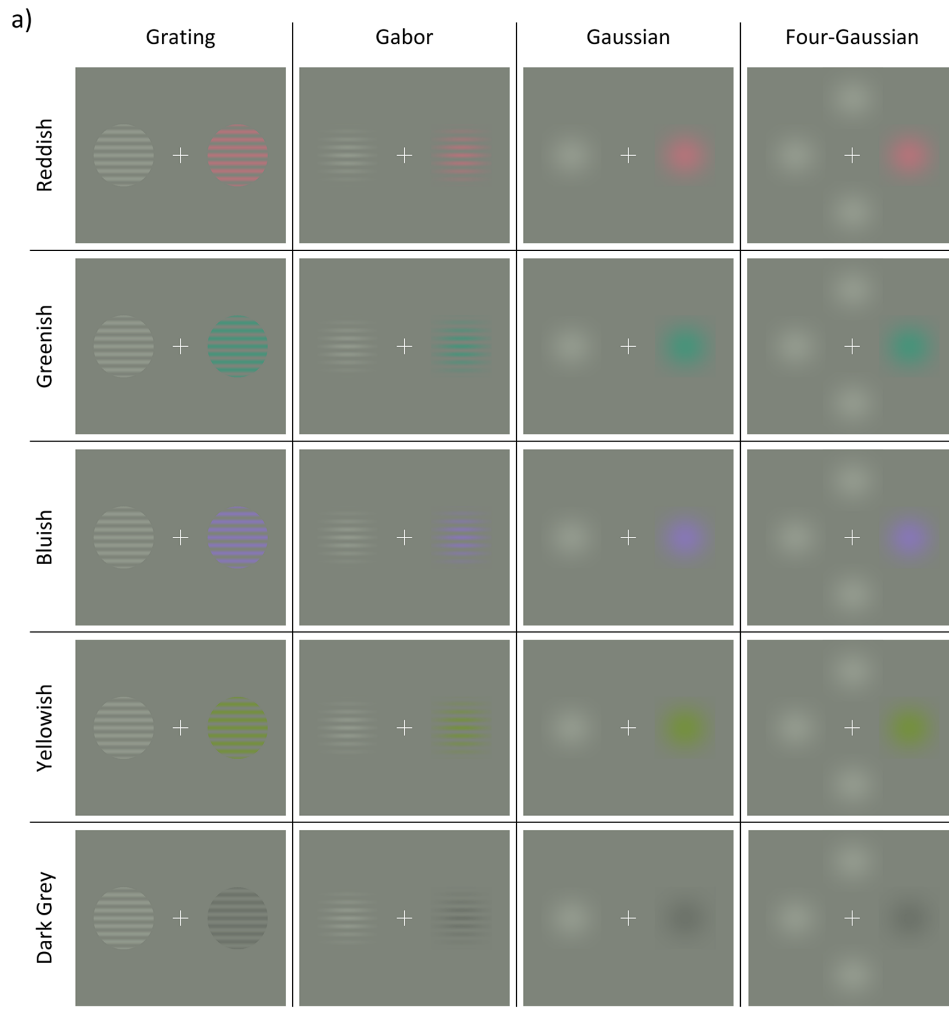 a)
Grating Gabor Gaussian Four-Gaussian
Reddish
Greenish
Bluish
Yellowish
Dark Grey